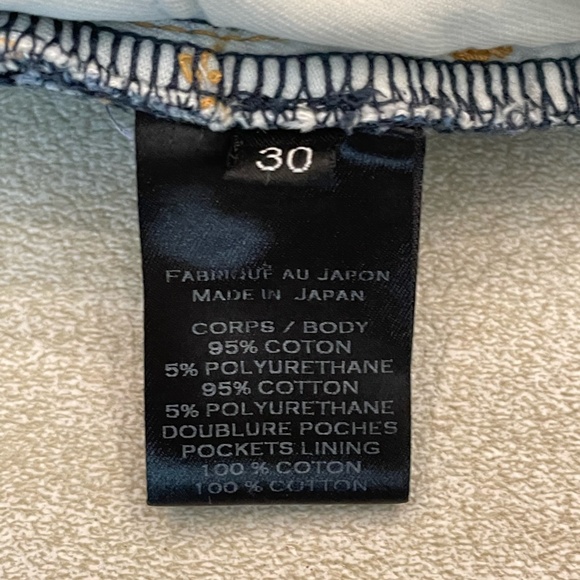 30
FABRIQUE AU JAPON
MADE IN JAPAN
CORPS / BODY
95% COTON
5% POLYURETHANE
95% COTTON
5% POLYURETHANE
DOUBLURE POCHES
POCKETS LINING
100 % COTON
100 % COTTON